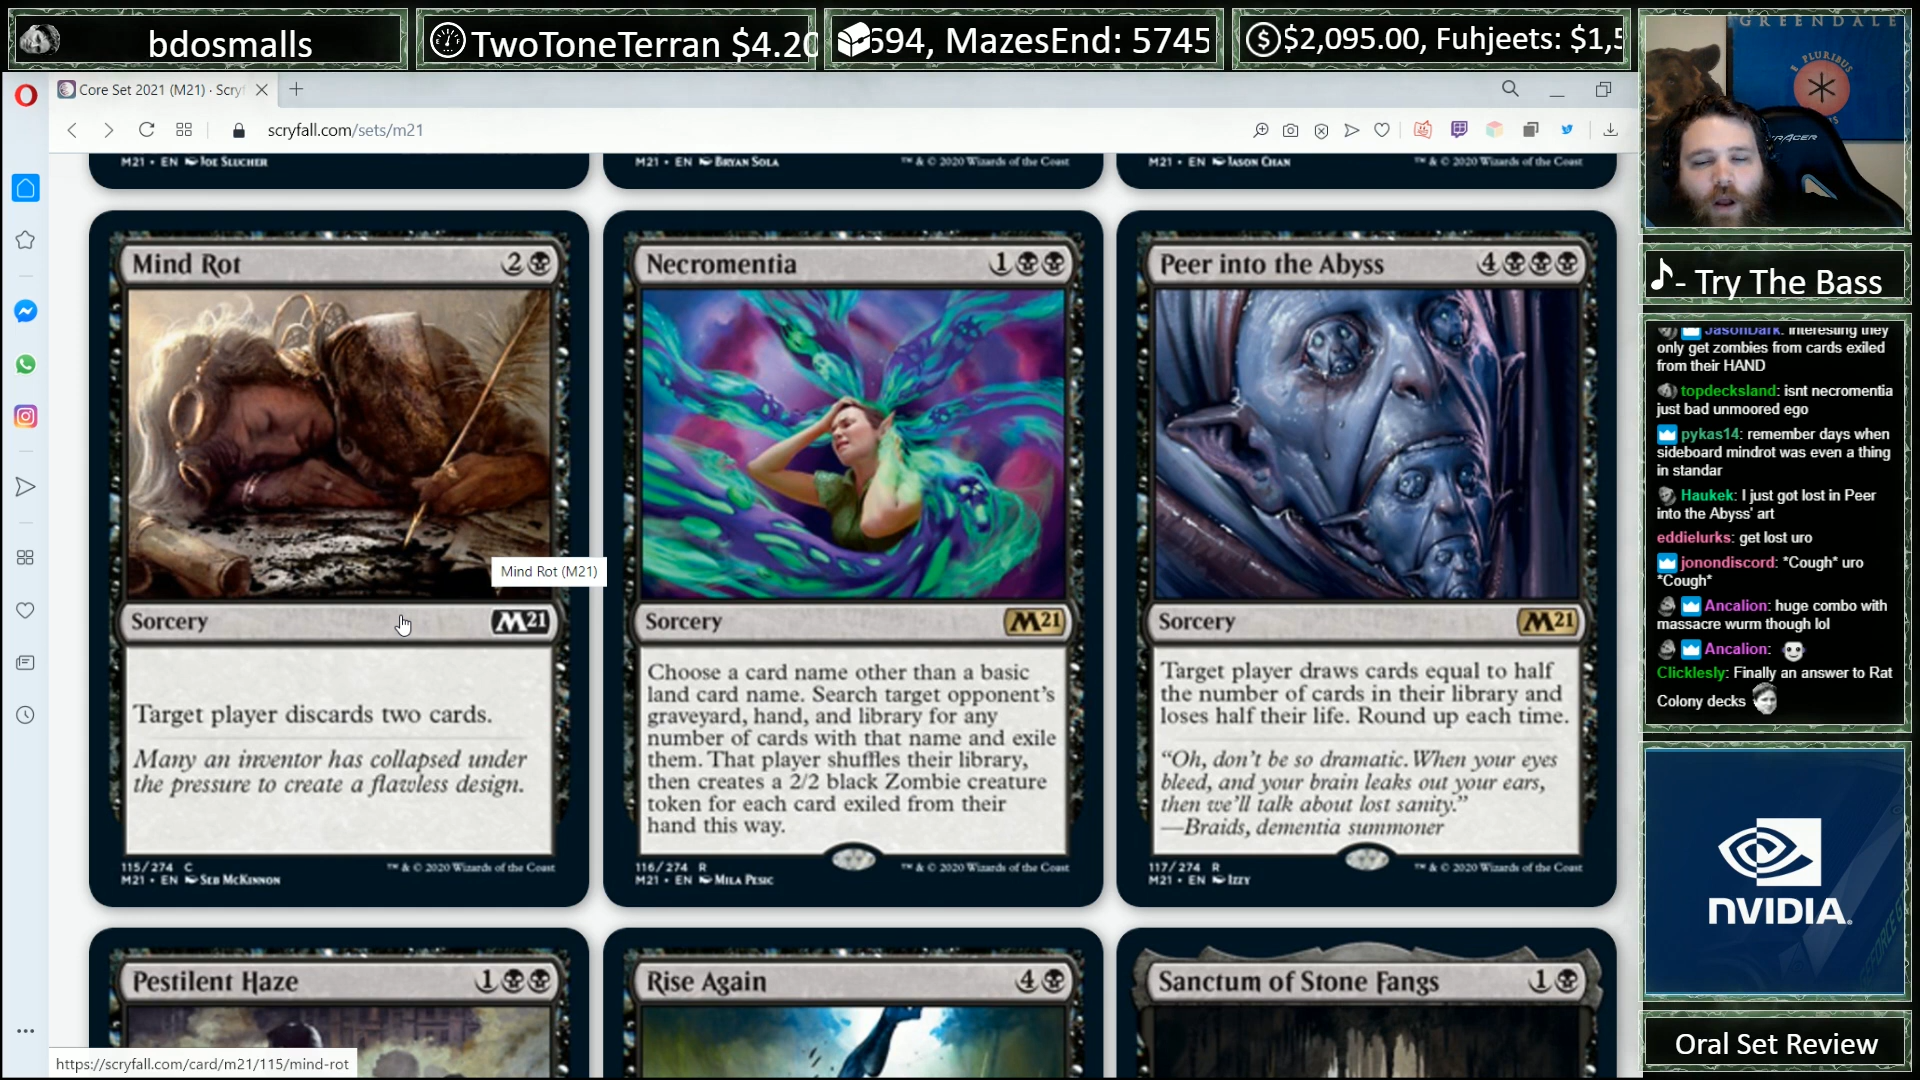 bdosmalls
TwoToneTerran $4.20
694, MazesEnd: 5745
$2,095.00, Fuhjeets: $1,5
GREENDALE
E PLURIBUS
Core Set 2021 (M21) · Scryf
scryfall.com/sets/m21
M21 • EN Joe Slucher
M21 • EN Bryan Sola
™ & © 2020 Wizards of the Coast
M21 • EN Jason Chan
™ & © 2020 Wizards of the Coast
Mind Rot 2
Sorcery M21
Target player discards two cards.
Many an inventor has collapsed under
the pressure to create a flawless design.
115/274 C ™ & © 2020 Wizards of the Coast
M21 • EN Seb McKinnon
Mind Rot (M21)
Necromentia 1
Sorcery M21
Choose a card name other than a basic
land card name. Search target opponent's
graveyard, hand, and library for any
number of cards with that name and exile
them. That player shuffles their library,
then creates a 2/2 black Zombie creature
token for each card exiled from their
hand this way.
116/274 R ™ & © 2020 Wizards of the Coast
M21 • EN Mila Pesic
Peer into the Abyss 4
Sorcery M21
Target player draws cards equal to half
the number of cards in their library and
loses half their life. Round up each time.
“Oh, don't be so dramatic. When your eyes
bleed, and your brain leaks out your ears,
then we'll talk about lost sanity.”
—Braids, dementia summoner
117/274 R ™ & © 2020 Wizards of the Coast
M21 • EN Izzy
Pestilent Haze 1
Rise Again 4
Sanctum of Stone Fangs 1
https://scryfall.com/card/m21/115/mind-rot
- Try The Bass
JasonDark: interesting they
only get zombies from cards exiled
from their HAND
topdecksland: isnt necromentia
just bad unmoored ego
pykas14: remember days when
sideboard mindrot was even a thing
in standar
Haukek: I just got lost in Peer
into the Abyss' art
eddielurks: get lost uro
jonondiscord: *Cough* uro
*Cough*
Ancalion: huge combo with
massacre wurm though lol
Ancalion:
Clicklesly: Finally an answer to Rat
Colony decks
NVIDIA.
Oral Set Review